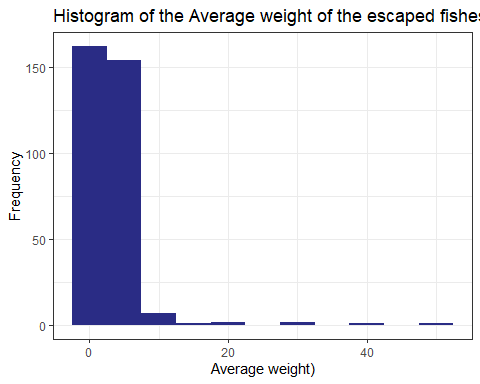 Histogram of the Average weight of the escaped fishes
150
100
50
0
Frequency
0 20 40
Average weight)